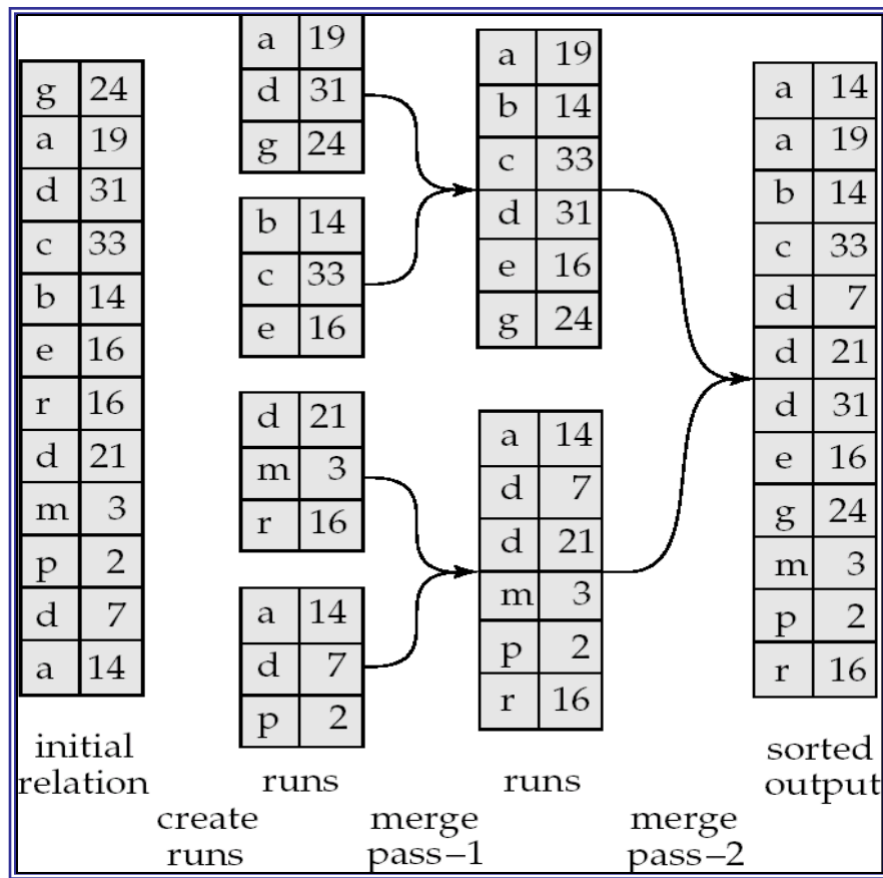 g 24
a 19
d 31
c 33
b 14
e 16
r 16
d 21
m 3
p 2
d 7
a 14
initial
relation
create
runs
a 19
d 31
g 24
b 14
c 33
e 16
d 21
m 3
r 16
a 14
d 7
p 2
runs
merge
pass–1
a 19
b 14
c 33
d 31
e 16
g 24
a 14
d 7
d 21
m 3
p 2
r 16
runs
merge
pass–2
a 14
a 19
b 14
c 33
d 7
d 21
d 31
e 16
g 24
m 3
p 2
r 16
sorted
output